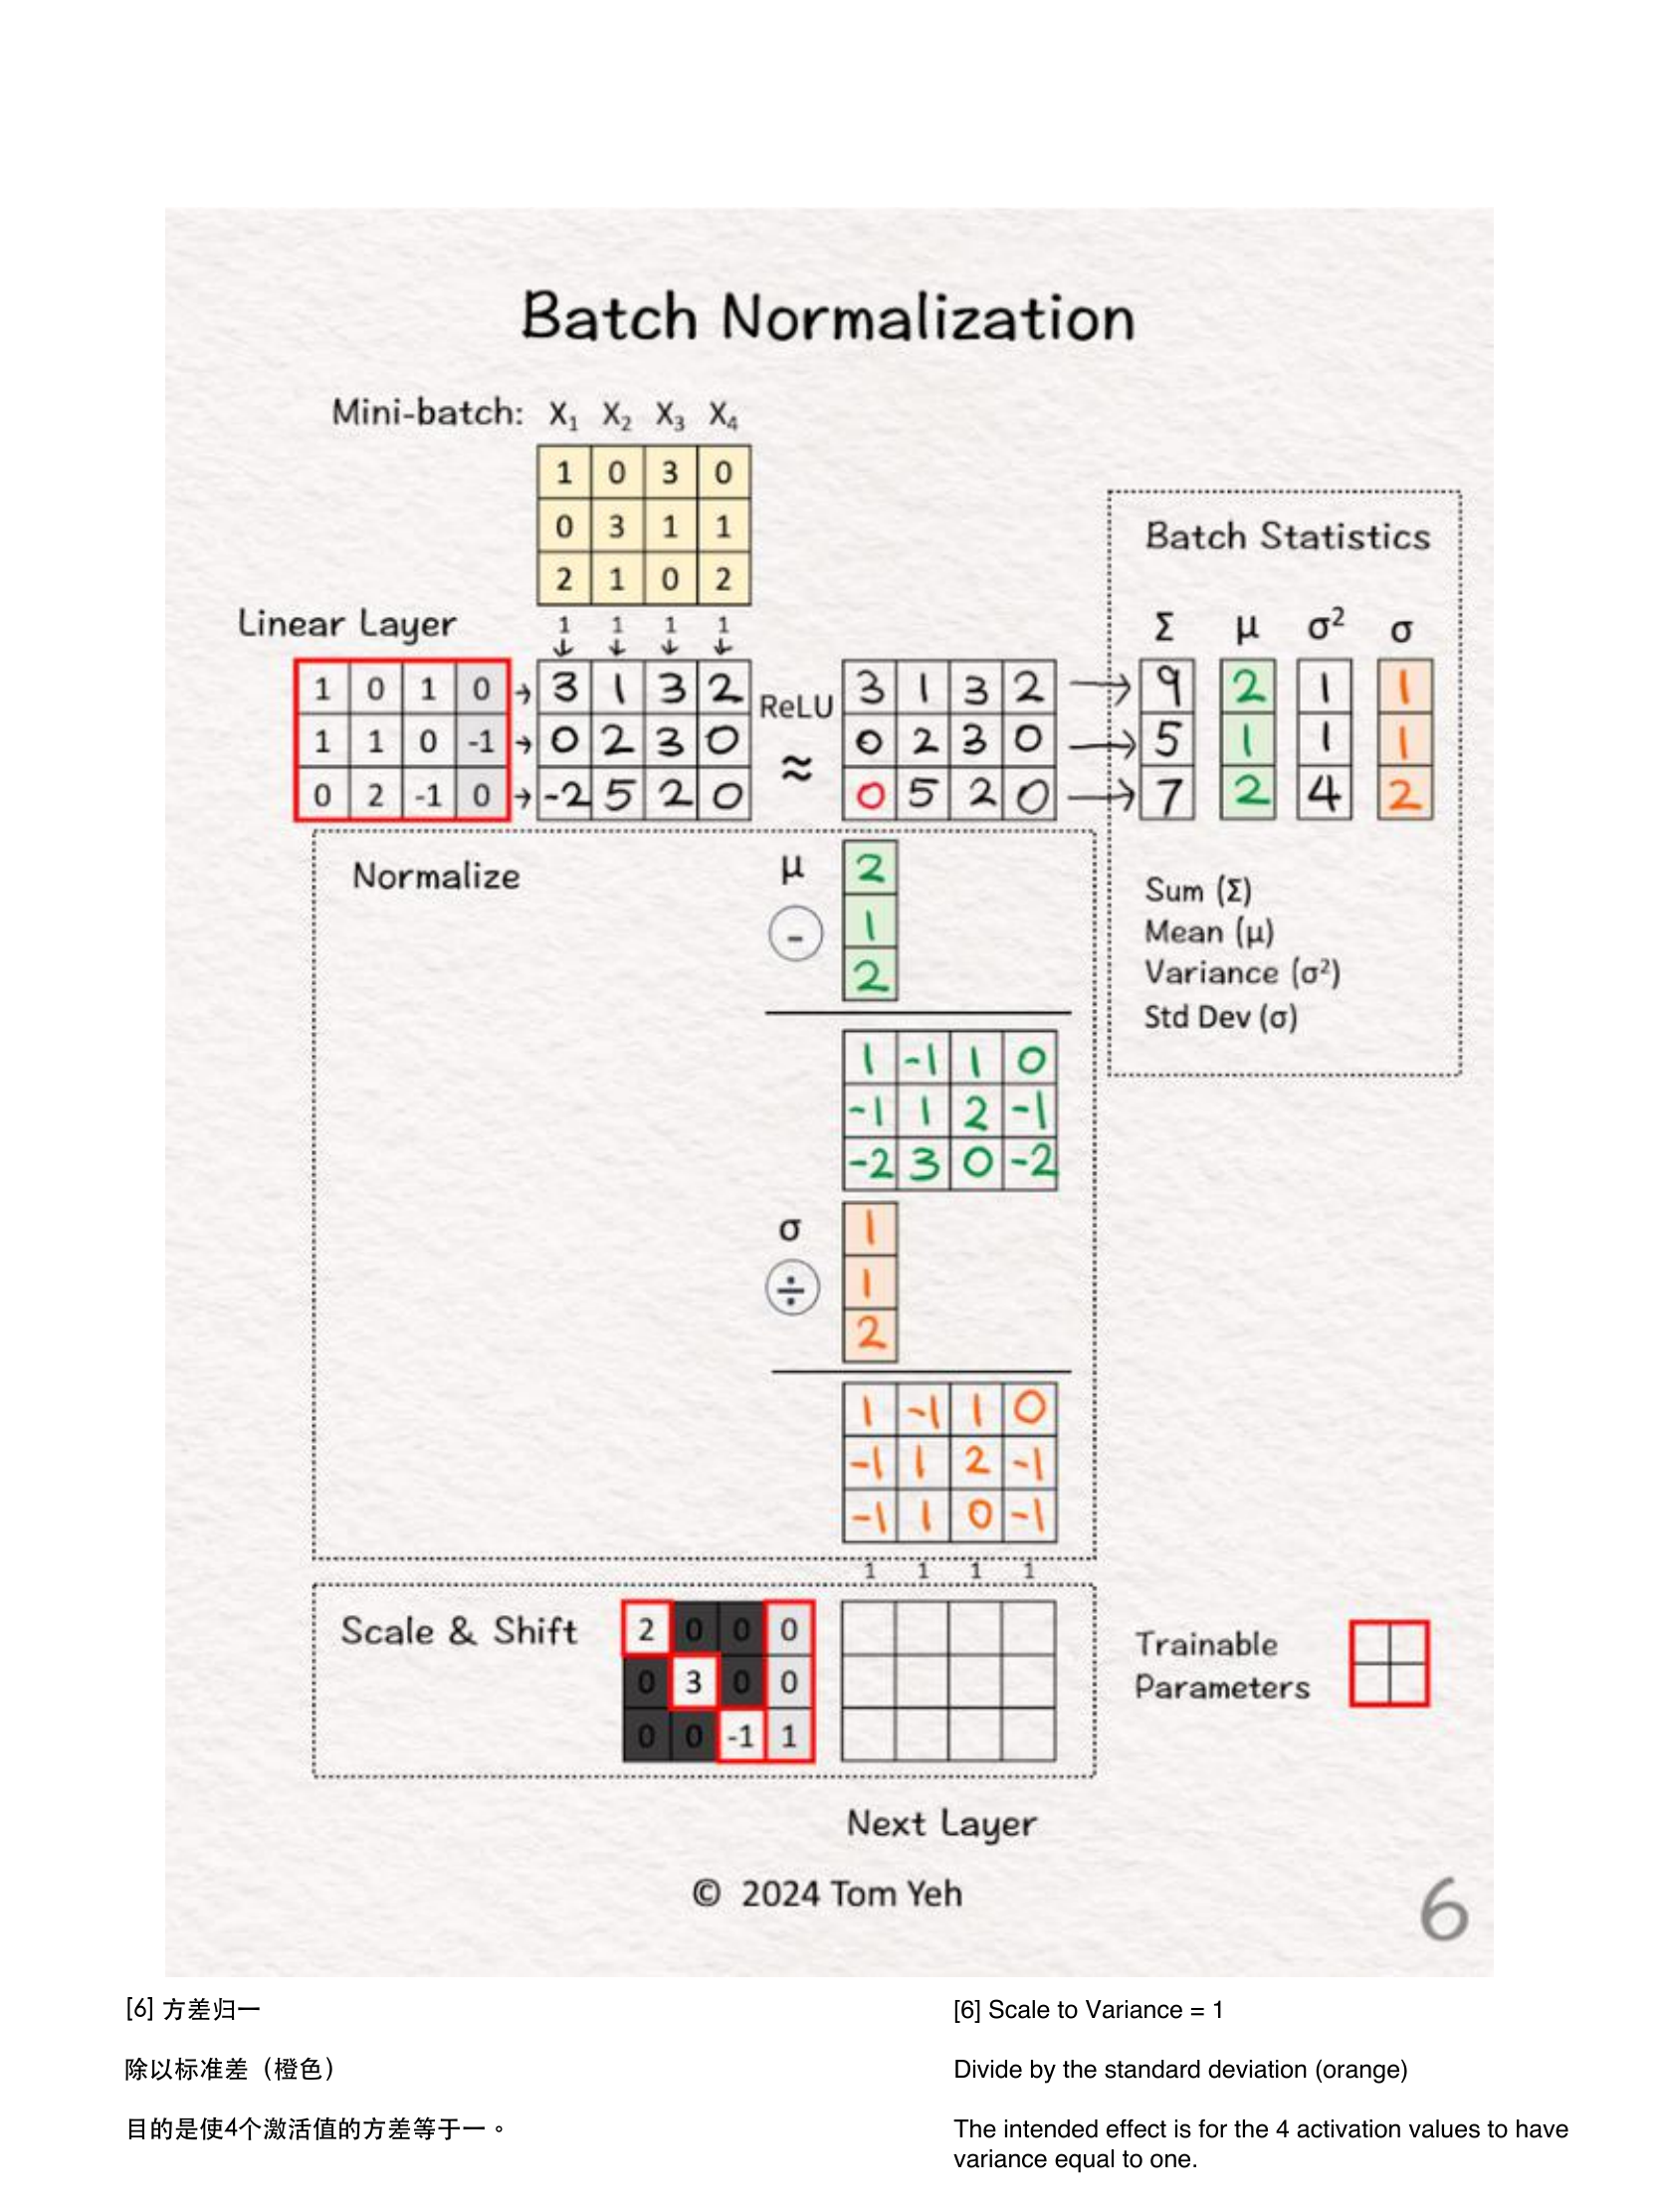 Batch Normalization
Mini-batch: X₁ X₂ X₃ X₄
1 0 3 0
0 3 1 1
2 1 0 2
Linear Layer
1 1 1 1
↓ ↓ ↓ ↓
1 0 1 0 → 3 1 3 2
1 1 0 -1 → 0 2 3 0
0 2 -1 0 → -2 5 2 0
ReLU
≈
3 1 3 2
0 2 3 0
0 5 2 0
Batch Statistics
Σ μ σ² σ
9 2 1 1
5 1 1 1
7 2 4 2
Sum (Σ)
Mean (μ)
Variance (σ²)
Std Dev (σ)
Normalize
μ
-
2
1
2
1 -1 1 0
-1 1 2 -1
-2 3 0 -2
σ
÷
1
1
2
1 -1 1 0
-1 1 2 -1
-1 1 0 -1
1 1 1 1
Scale & Shift
2 0 0 0
0 3 0 0
0 0 -1 1
Trainable
Parameters
Next Layer
© 2024 Tom Yeh
6
[6] 方差归一
除以标准差（橙色）
目的是使4个激活值的方差等于一。
[6] Scale to Variance = 1
Divide by the standard deviation (orange)
The intended effect is for the 4 activation values to have
variance equal to one.